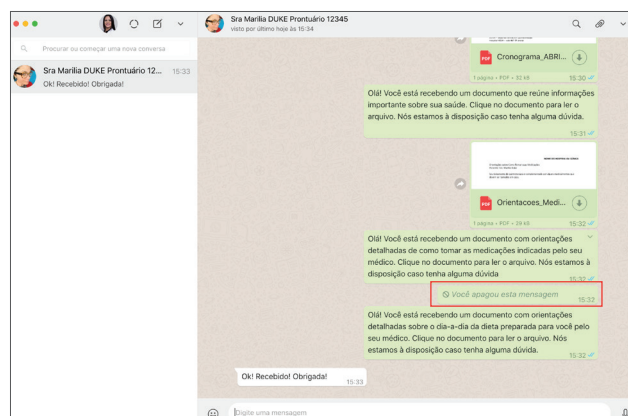 Sra Marilia DUKE Prontuário 12345
visto por último hoje às 15:34
Procurar ou começar uma nova conversa
Sra Marilia DUKE Prontuário 12... 15:33
Ok! Recebido! Obrigada!
PDF Cronograma_ABRI...
1 página • PDF • 32 kB 15:30
Olá! Você está recebendo um documento que reúne informações
importante sobre sua saúde. Clique no documento para ler o
arquivo. Nós estamos à disposição caso tenha alguma dúvida.
15:31
PDF Orientacoes_Medi...
1 página • PDF • 29 kB 15:32
Olá! Você está recebendo um documento com orientações
detalhadas de como tomar as medicações indicadas pelo seu
médico. Clique no documento para ler o arquivo. Nós estamos à
disposição caso tenha alguma dúvida
15:32
Você apagou esta mensagem 15:32
Olá! Você está recebendo um documento com orientações
detalhadas sobre o dia-a-dia da dieta preparada para você pelo
seu médico. Clique no documento para ler o arquivo. Nós
estamos à disposição caso tenha alguma dúvida.
15:32
Ok! Recebido! Obrigada! 15:33
Digite uma mensagem